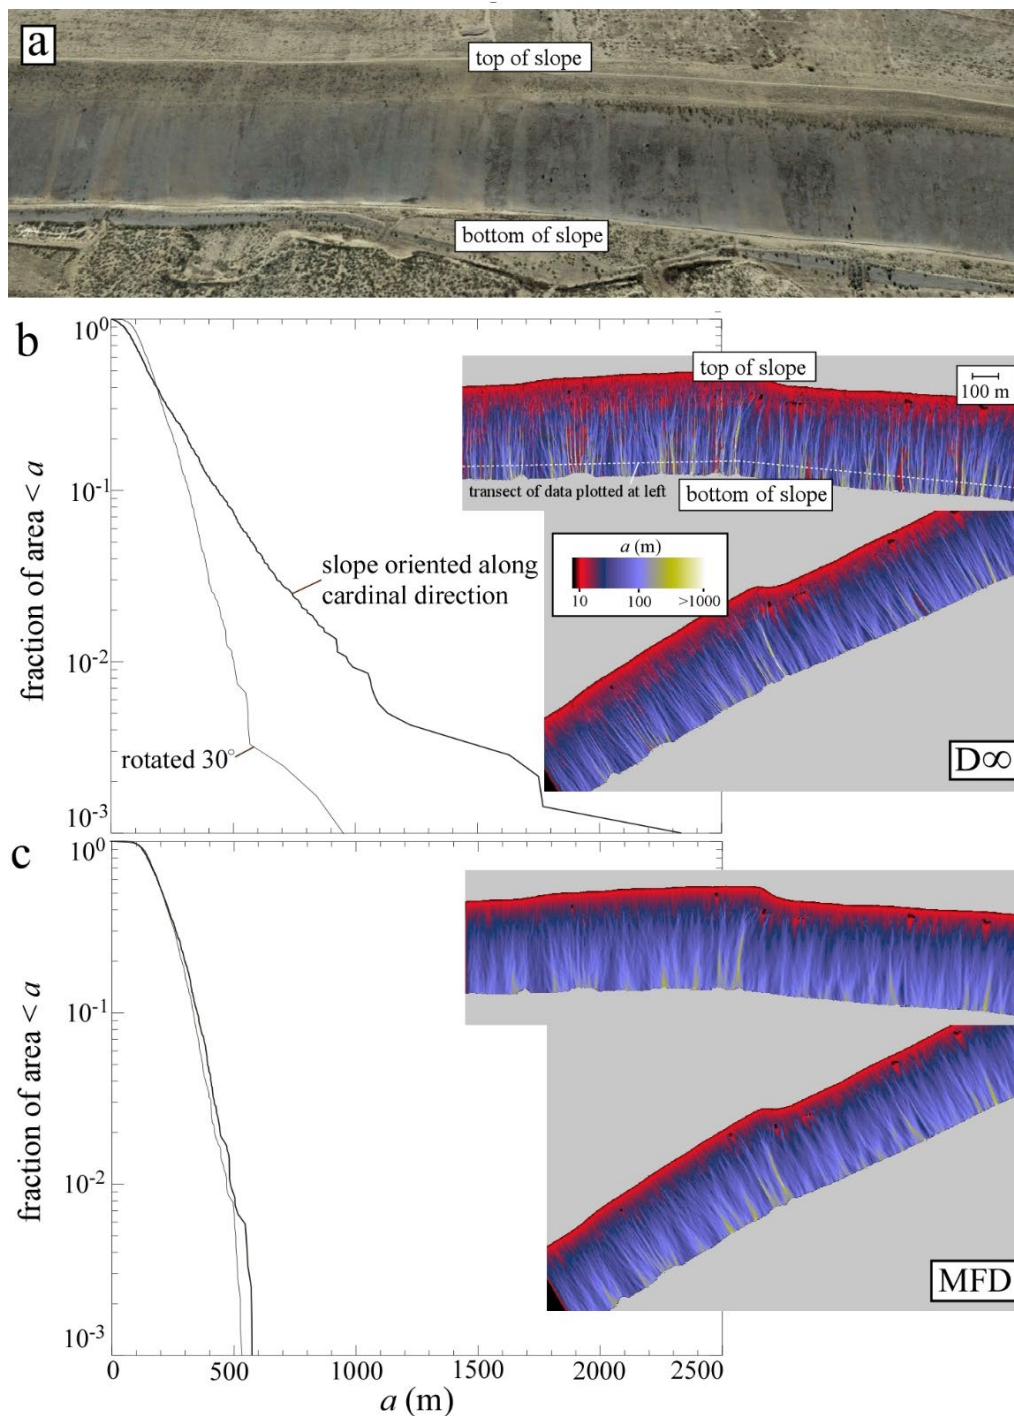 a
top of slope
bottom of slope
b
10^0
10^-1
10^-2
10^-3
fraction of area < a
slope oriented along
cardinal direction
rotated 30°
top of slope
100 m
transect of data plotted at left
bottom of slope
a (m)
10 100 >1000
D∞
c
10^0
10^-1
10^-2
10^-3
fraction of area < a
MFD
0 500 1000 1500 2000 2500
a (m)